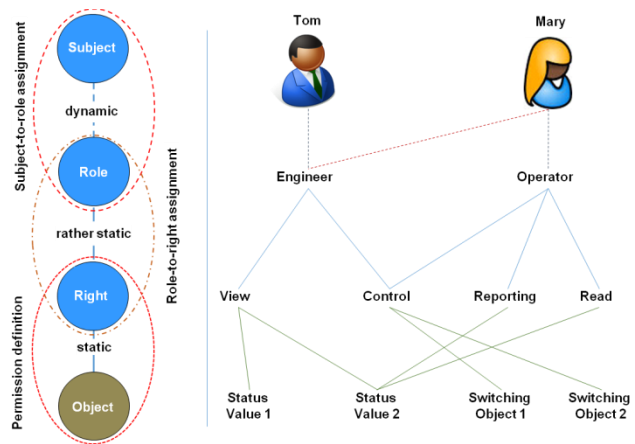 Subject-to-role assignment
Role-to-right assignment
Permission definition
Subject
dynamic
Role
rather static
Right
static
Object
Tom
Mary
Engineer
Operator
View
Control
Reporting
Read
Status
Value 1
Status
Value 2
Switching
Object 1
Switching
Object 2